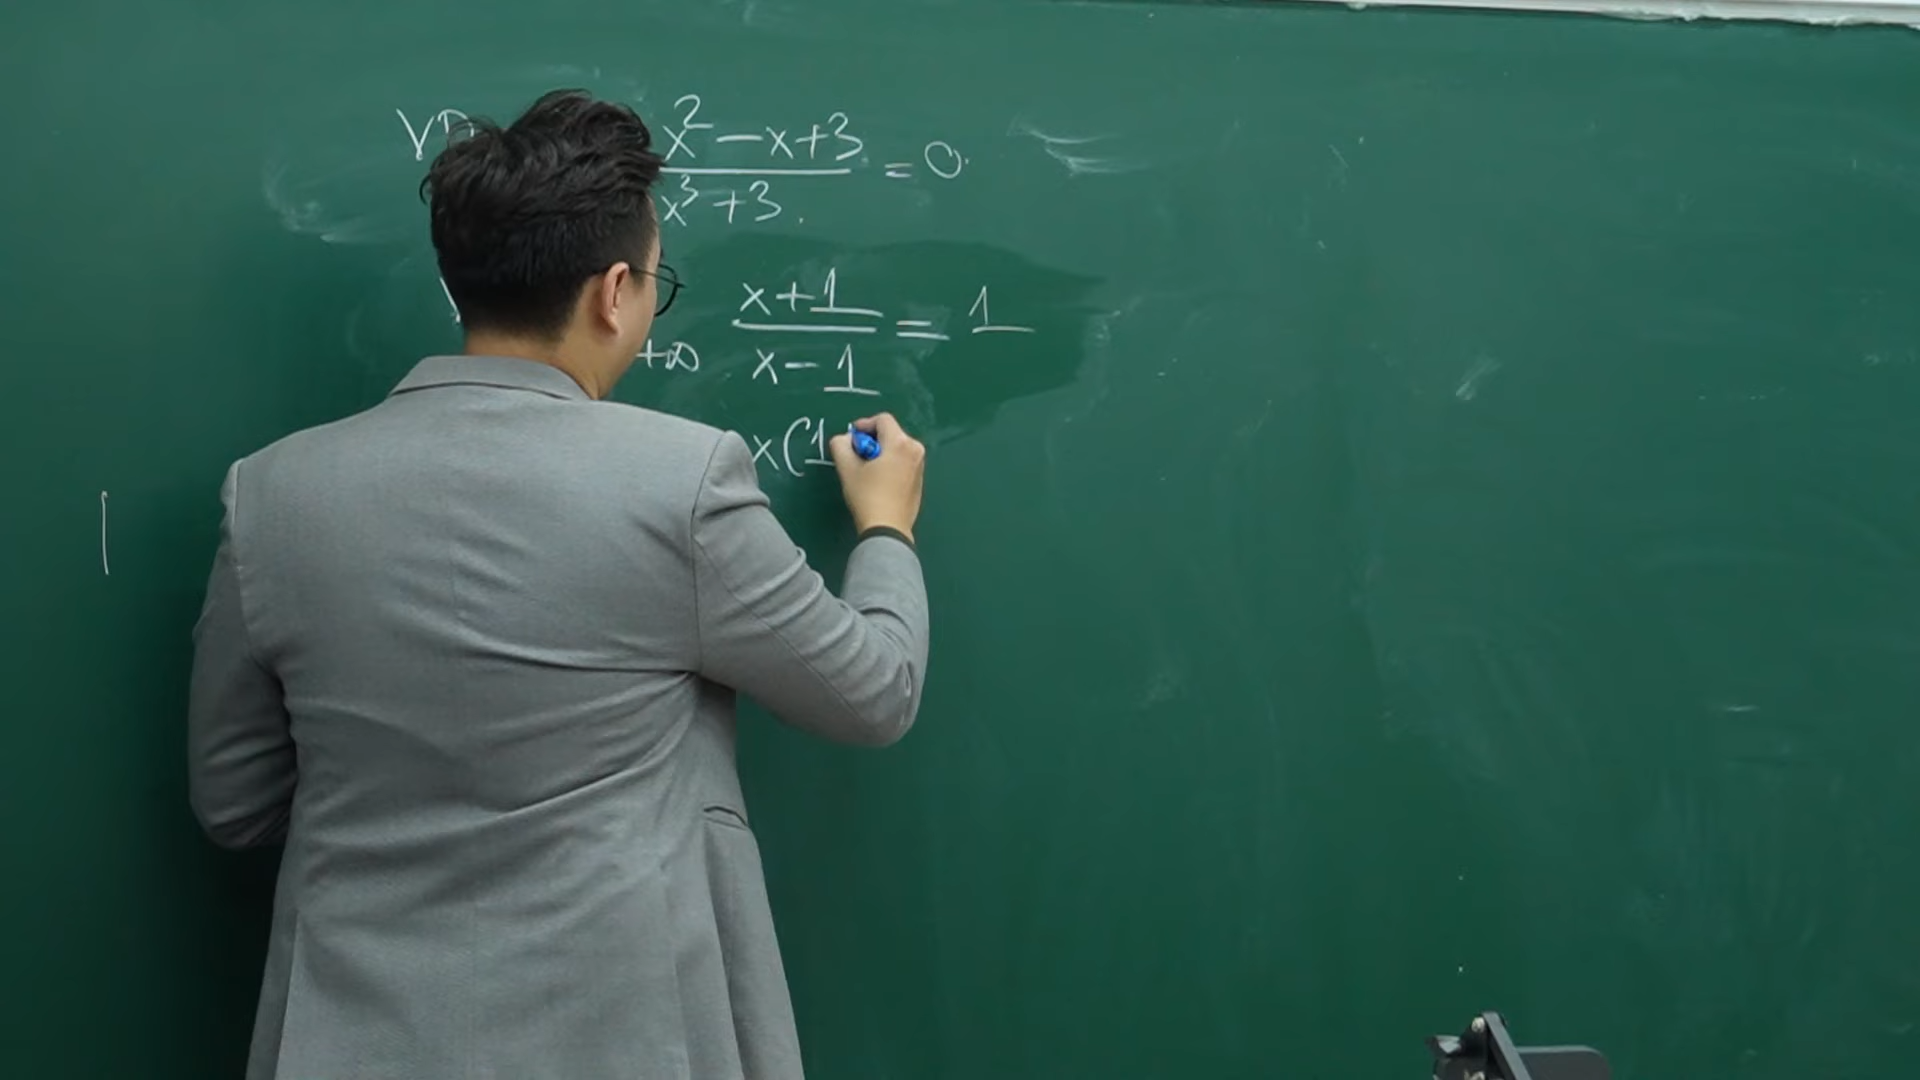 VD x² - x + 3 = 0
x³ + 3
x + 1 = 1
+∞ x - 1
x(1